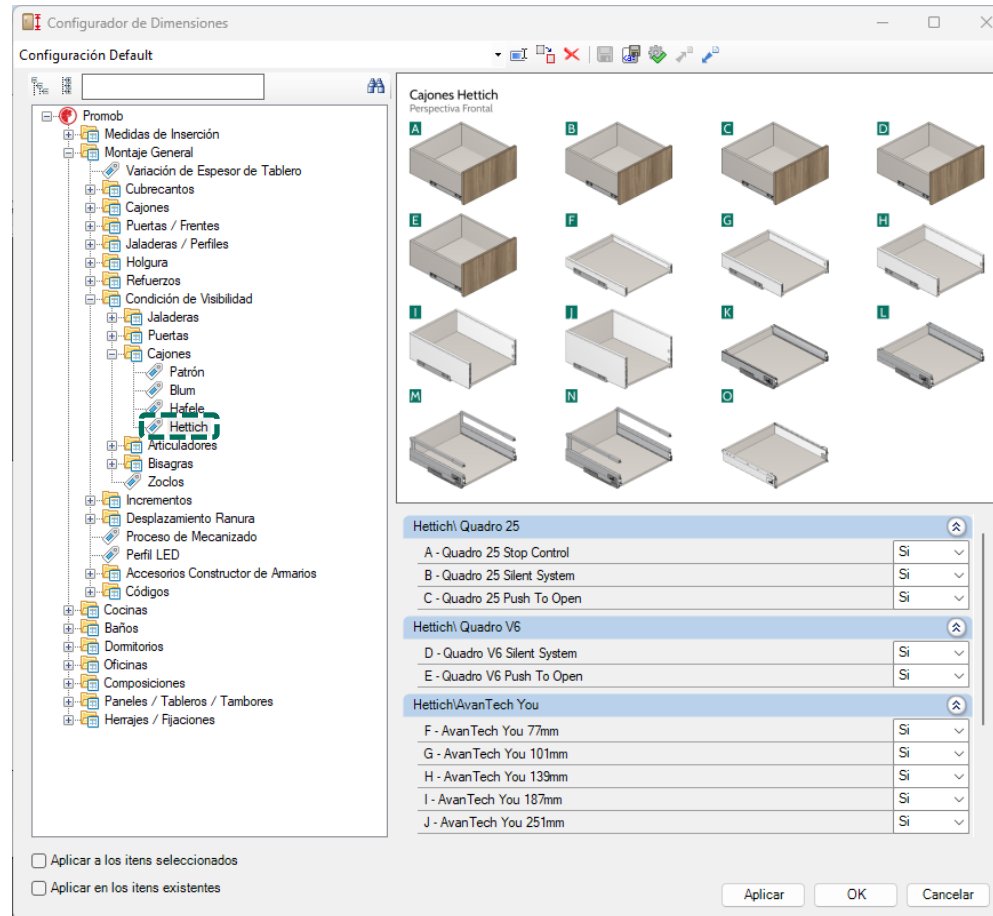 Configurador de Dimensiones
Configuración Default
Promob
Medidas de Inserción
Montaje General
Variación de Espesor de Tablero
Cubrecantos
Cajones
Puertas / Frentes
Jaladeras / Perfiles
Holgura
Refuerzos
Condición de Visibilidad
Jaladeras
Puertas
Cajones
Patrón
Blum
Hafele
Hettich
Articuladores
Bisagras
Zoclos
Incrementos
Desplazamiento Ranura
Proceso de Mecanizado
Perfil LED
Accesorios Constructor de Armarios
Códigos
Cocinas
Baños
Dormitorios
Oficinas
Composiciones
Paneles / Tableros / Tambores
Herrajes / Fijaciones
Cajones Hettich
Perspectiva Frontal
A B C D
E F G H
I J K L
M N O
Hettich\ Quadro 25
A - Quadro 25 Stop Control Si
B - Quadro 25 Silent System Si
C - Quadro 25 Push To Open Si
Hettich\ Quadro V6
D - Quadro V6 Silent System Si
E - Quadro V6 Push To Open Si
Hettich\AvanTech You
F - AvanTech You 77mm Si
G - AvanTech You 101mm Si
H - AvanTech You 139mm Si
I - AvanTech You 187mm Si
J - AvanTech You 251mm Si
Aplicar a los itens seleccionados
Aplicar en los itens existentes
Aplicar OK Cancelar